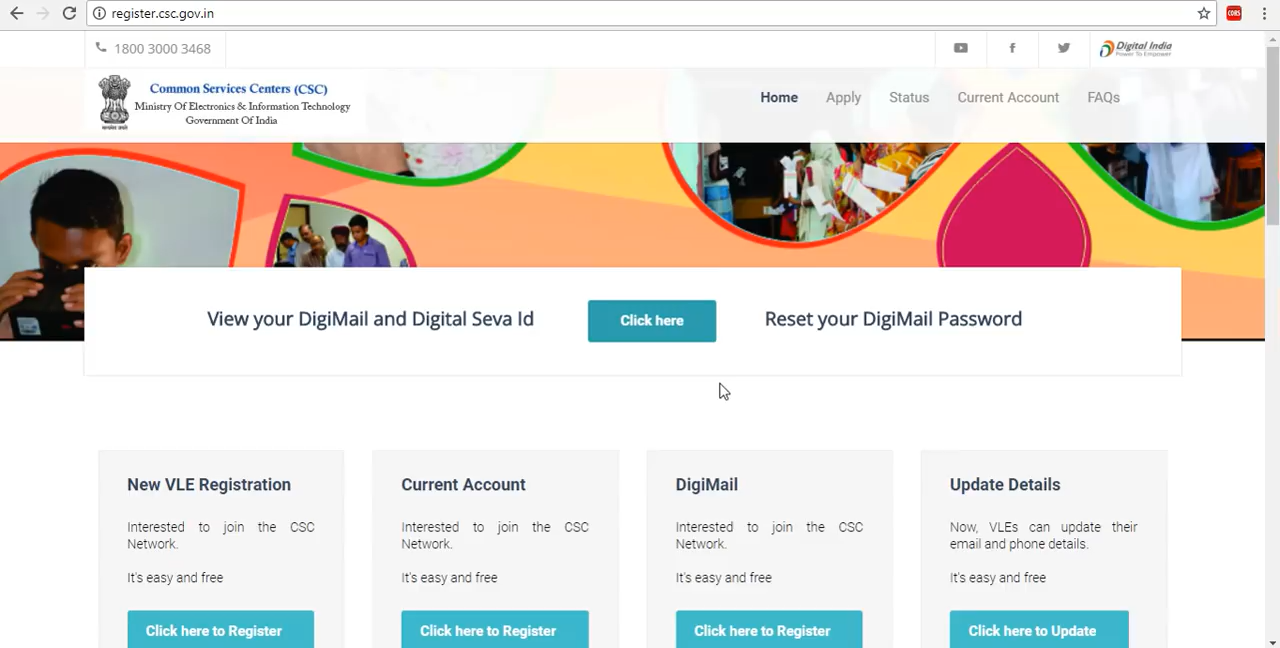 register.csc.gov.in
CORS
1800 3000 3468
Digital India
Power To Empower
Common Services Centers (CSC)
Ministry Of Electronics & Information Technology
Government Of India
Home
Apply
Status
Current Account
FAQs
View your DigiMail and Digital Seva Id
Click here
Reset your DigiMail Password
New VLE Registration
Interested to join the CSC
Network.
It's easy and free
Click here to Register
Current Account
Interested to join the CSC
Network.
It's easy and free
Click here to Register
DigiMail
Interested to join the CSC
Network.
It's easy and free
Click here to Register
Update Details
Now, VLEs can update their
email and phone details.
It's easy and free
Click here to Update